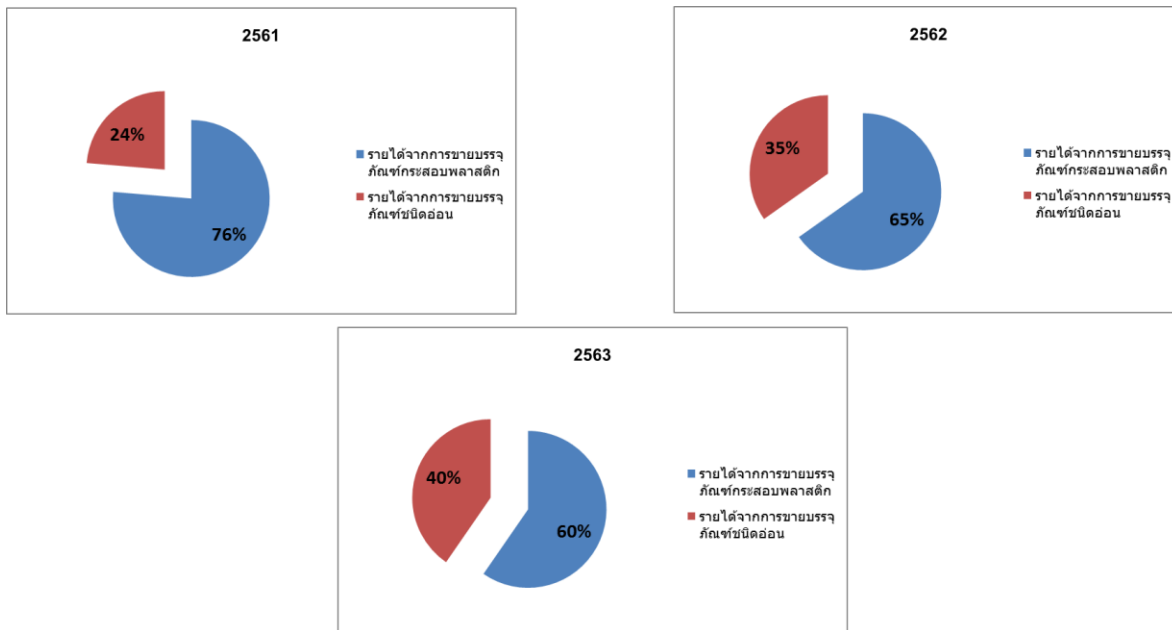 2561
24%
76%
รายได้จากการขายบรรจุ
ภัณฑ์กระสอบพลาสติก
รายได้จากการขายบรรจุ
ภัณฑ์ชนิดอ่อน
2562
35%
65%
รายได้จากการขายบรรจุ
ภัณฑ์กระสอบพลาสติก
รายได้จากการขายบรรจุ
ภัณฑ์ชนิดอ่อน
2563
40%
60%
รายได้จากการขายบรรจุ
ภัณฑ์กระสอบพลาสติก
รายได้จากการขายบรรจุ
ภัณฑ์ชนิดอ่อน